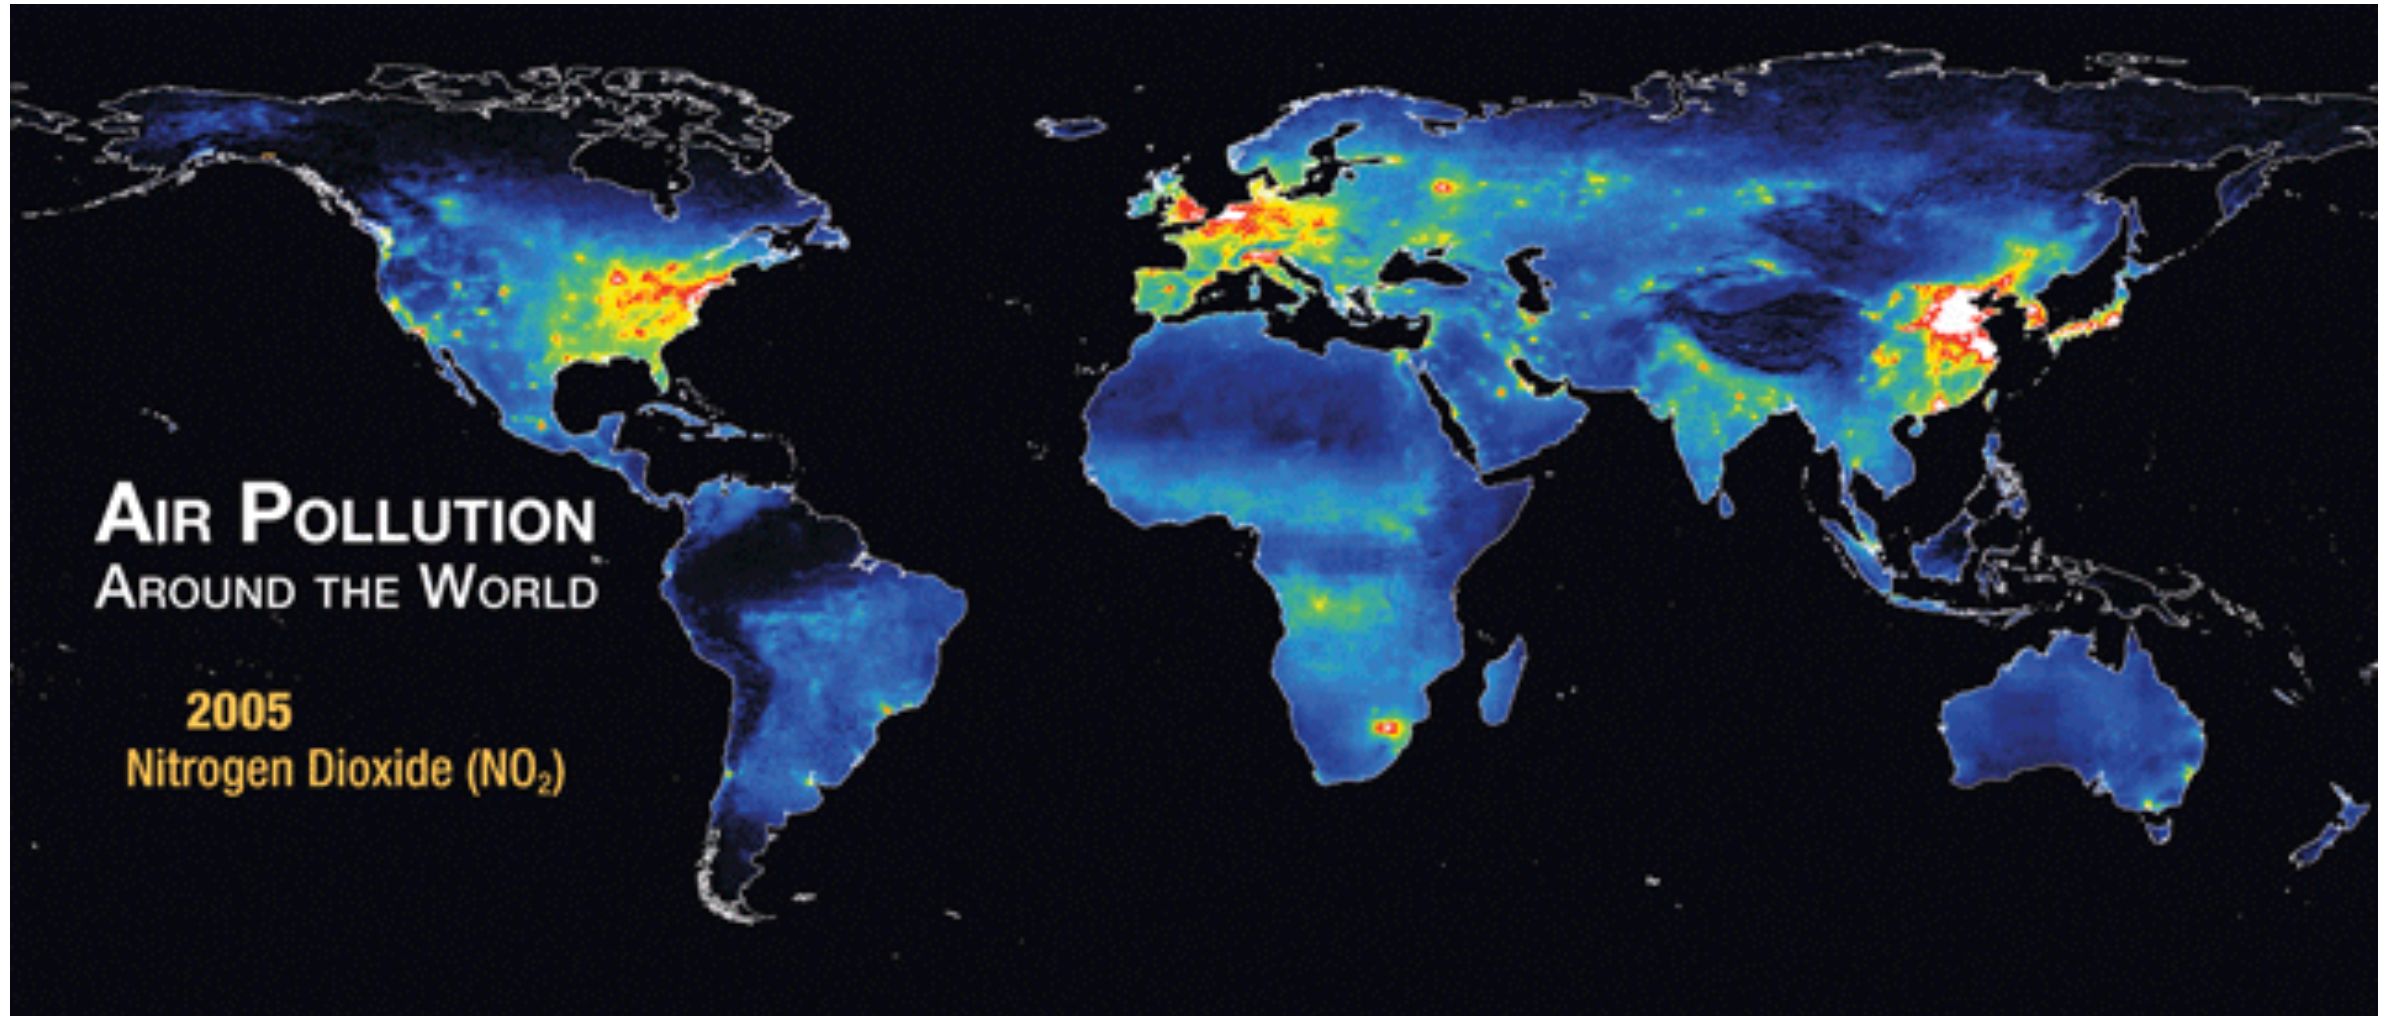 AIR POLLUTION
AROUND THE WORLD
2005
Nitrogen Dioxide (NO₂)